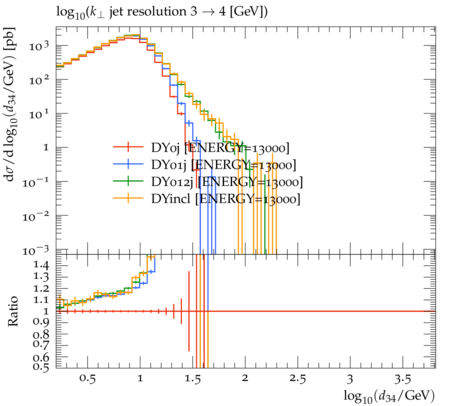 log₁₀(k⊥ jet resolution 3 → 4 [GeV])
dσ/d log₁₀(d₃₄/GeV) [pb]
10³
10²
10¹
1
10⁻¹
10⁻²
10⁻³
DY0j [ENERGY=13000]
DY01j [ENERGY=13000]
DY012j [ENERGY=13000]
DYincl [ENERGY=13000]
Ratio
1.4
1.3
1.2
1.1
1
0.9
0.8
0.7
0.6
0.5
0.5 1 1.5 2 2.5 3 3.5
log₁₀(d₃₄/GeV)